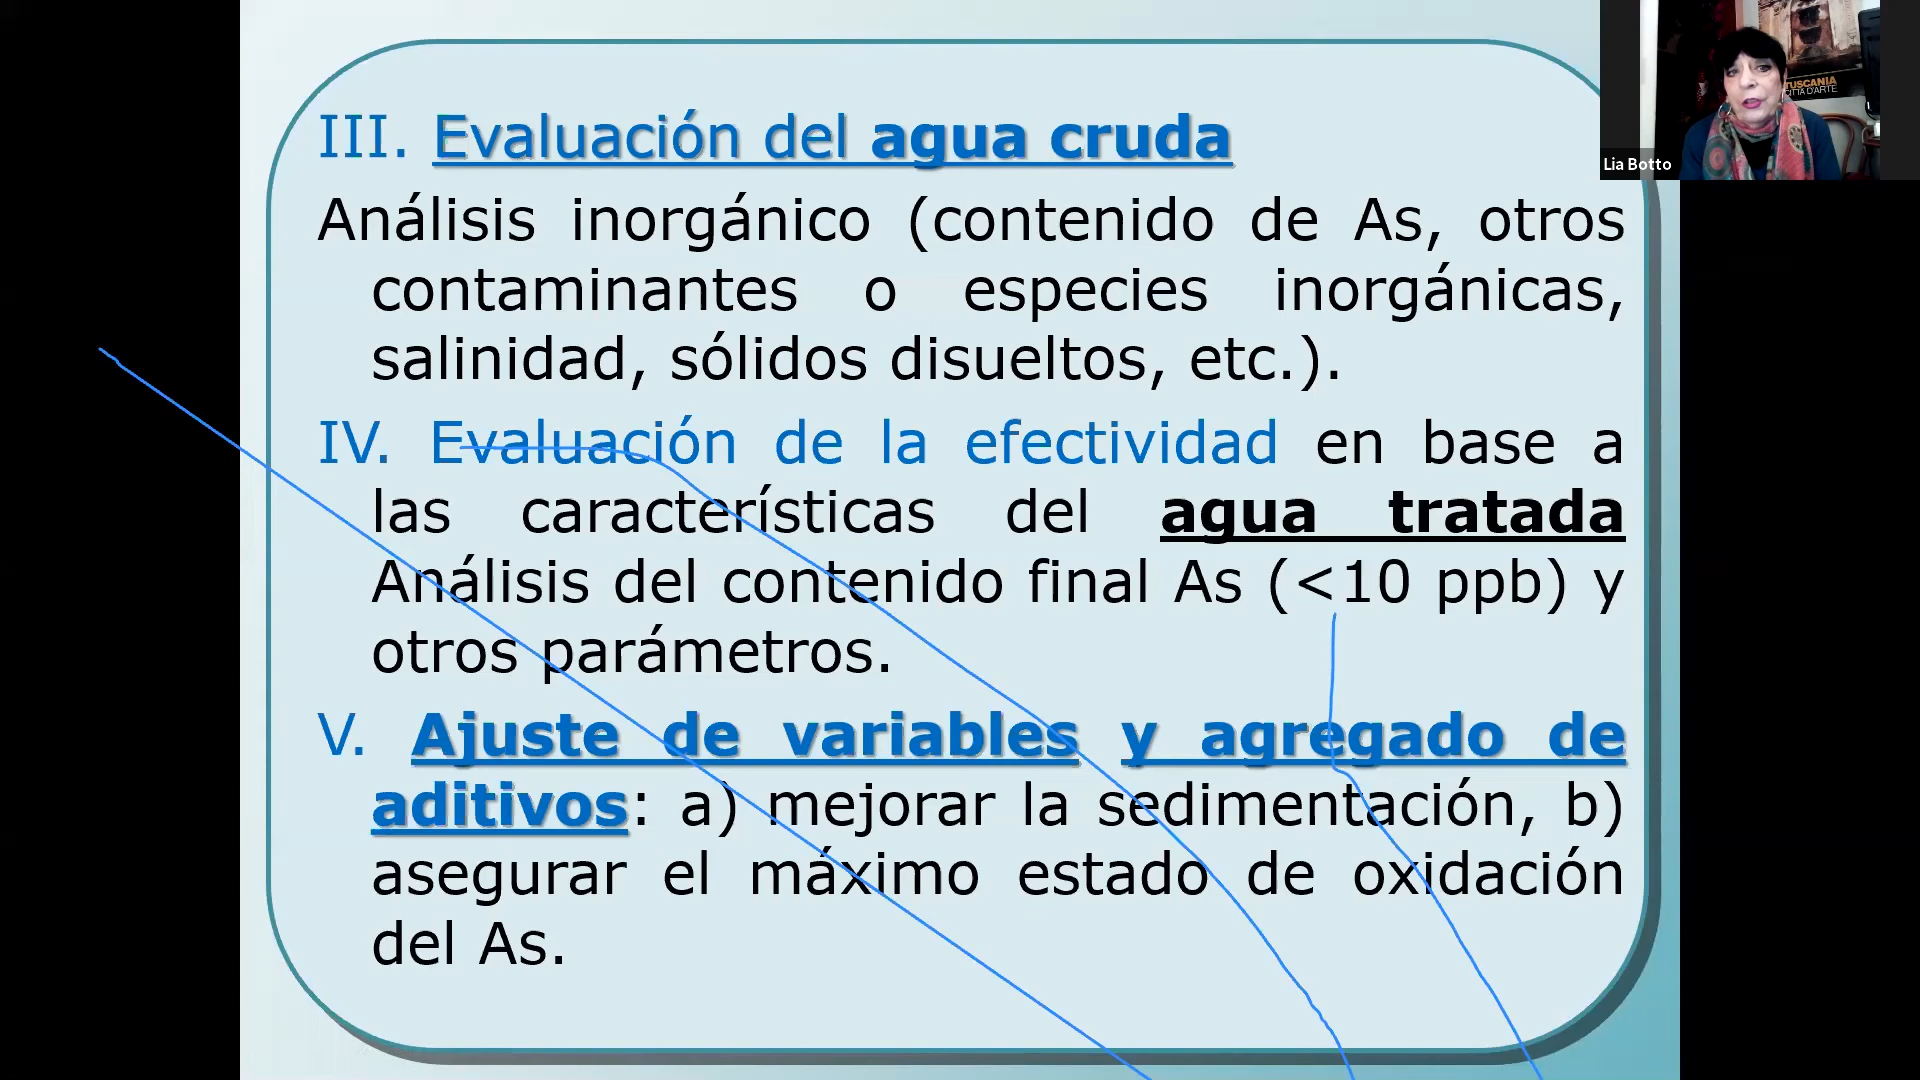 III. Evaluación del agua cruda
Análisis inorgánico (contenido de As, otros
contaminantes o especies inorgánicas,
salinidad, sólidos disueltos, etc.).
IV. Evaluación de la efectividad en base a
las características del agua tratada
Análisis del contenido final As (<10 ppb) y
otros parámetros.
V. Ajuste de variables y agregado de
aditivos: a) mejorar la sedimentación, b)
asegurar el máximo estado de oxidación
del As.
TUSCANIA
CITTÀ D'ARTE
Lia Botto